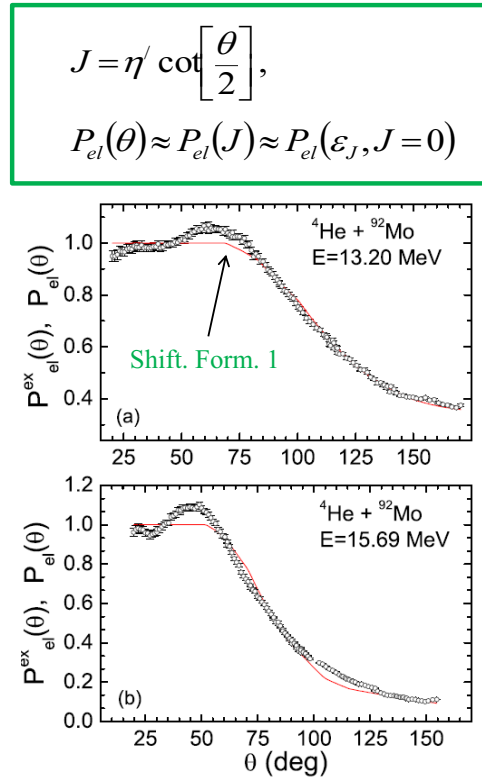 J = η/ cot[θ/2],
P_el(θ) ≈ P_el(J) ≈ P_el(ε_J, J = 0)
⁴He + ⁹²Mo
E=13.20 MeV
Shift. Form. 1
(a)
P^ex_el(θ), P_el(θ)
1.0
0.8
0.6
0.4
25 50 75 100 125 150
⁴He + ⁹²Mo
E=15.69 MeV
(b)
P^ex_el(θ), P_el(θ)
1.2
1.0
0.8
0.6
0.4
0.2
0.0
25 50 75 100 125 150
θ (deg)